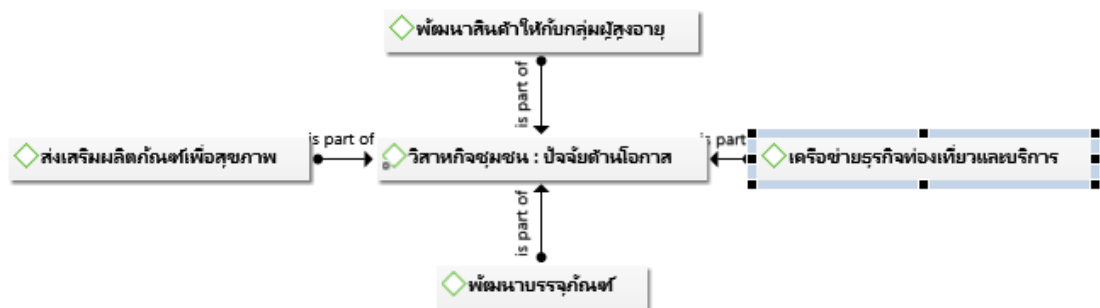 พัฒนาสินค้าให้กับกลุ่มผู้สูงอายุ
is part of
ส่งเสริมผลิตภัณฑ์เพื่อสุขภาพ
is part of
วิสาหกิจชุมชน : ปัจจัยด้านโอกาส
s part
เครือข่ายธุรกิจท่องเที่ยวและบริการ
is part of
พัฒนาบรรจุภัณฑ์